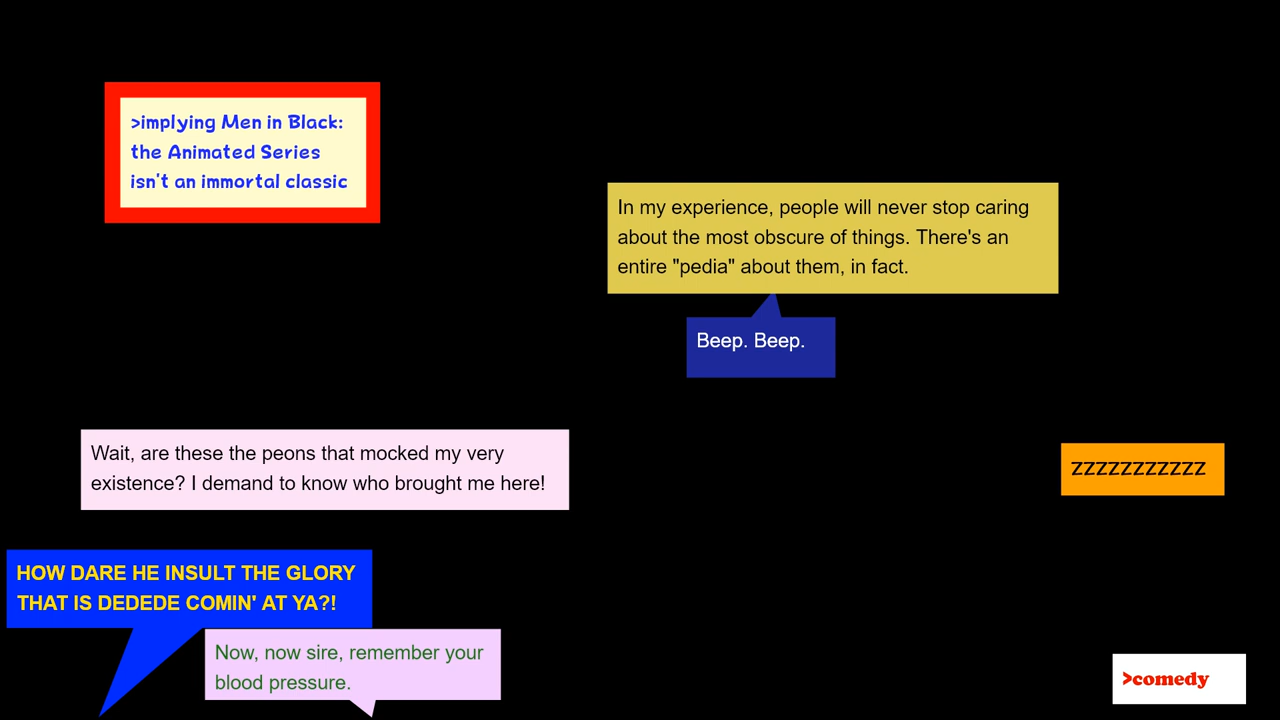 >implying Men in Black:
the Animated Series
isn't an immortal classic
In my experience, people will never stop caring
about the most obscure of things. There's an
entire "pedia" about them, in fact.
Beep. Beep.
Wait, are these the peons that mocked my very
existence? I demand to know who brought me here!
zzzzzzzzzzz
HOW DARE HE INSULT THE GLORY
THAT IS DEDEDE COMIN' AT YA?!
Now, now sire, remember your
blood pressure.
>comedy